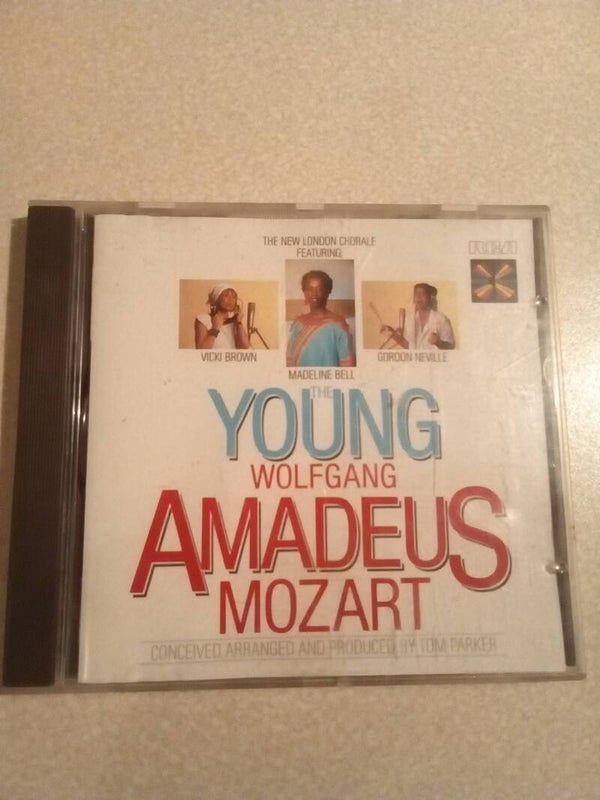 THE NEW LONDON CHORALE
FEATURING:
RCA
VICKI BROWN
MADELINE BELL
GORDON NEVILLE
THE
YOUNG
WOLFGANG
AMADEUS
MOZART
CONCEIVED, ARRANGED AND PRODUCED BY TOM PARKER